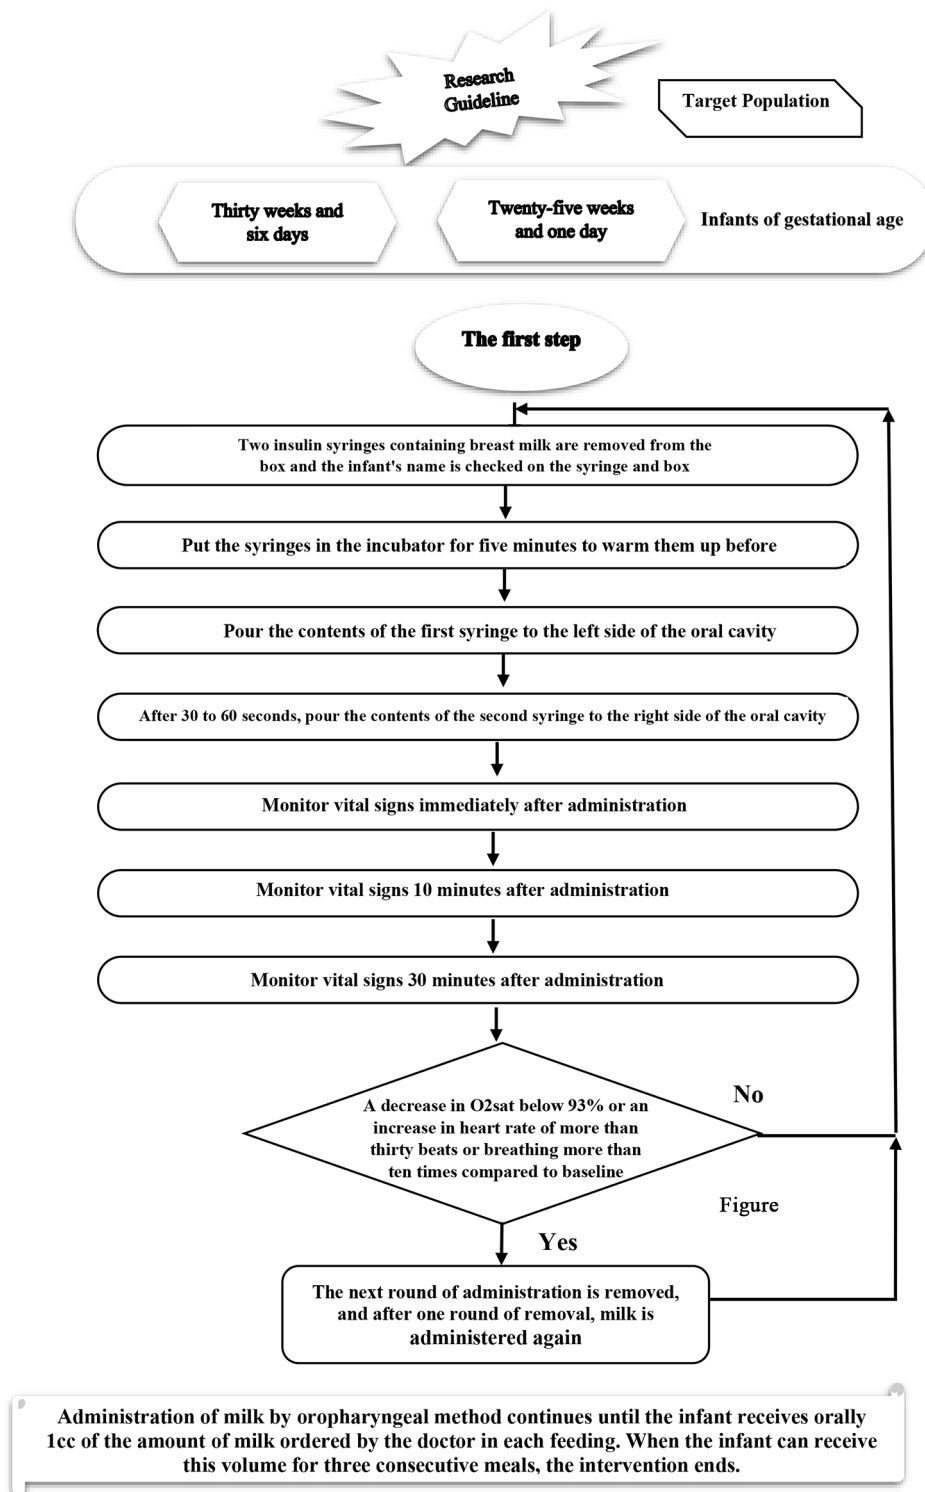 Research
Guideline
Target Population
Thirty weeks and
six days
Twenty-five weeks
and one day
Infants of gestational age
The first step
Two insulin syringes containing breast milk are removed from the
box and the infant's name is checked on the syringe and box
Put the syringes in the incubator for five minutes to warm them up before
Pour the contents of the first syringe to the left side of the oral cavity
After 30 to 60 seconds, pour the contents of the second syringe to the right side of the oral cavity
Monitor vital signs immediately after administration
Monitor vital signs 10 minutes after administration
Monitor vital signs 30 minutes after administration
No
A decrease in O2sat below 93% or an
increase in heart rate of more than
thirty beats or breathing more than
ten times compared to baseline
Figure
Yes
The next round of administration is removed,
and after one round of removal, milk is
administered again
Administration of milk by oropharyngeal method continues until the infant receives orally
1cc of the amount of milk ordered by the doctor in each feeding. When the infant can receive
this volume for three consecutive meals, the intervention ends.